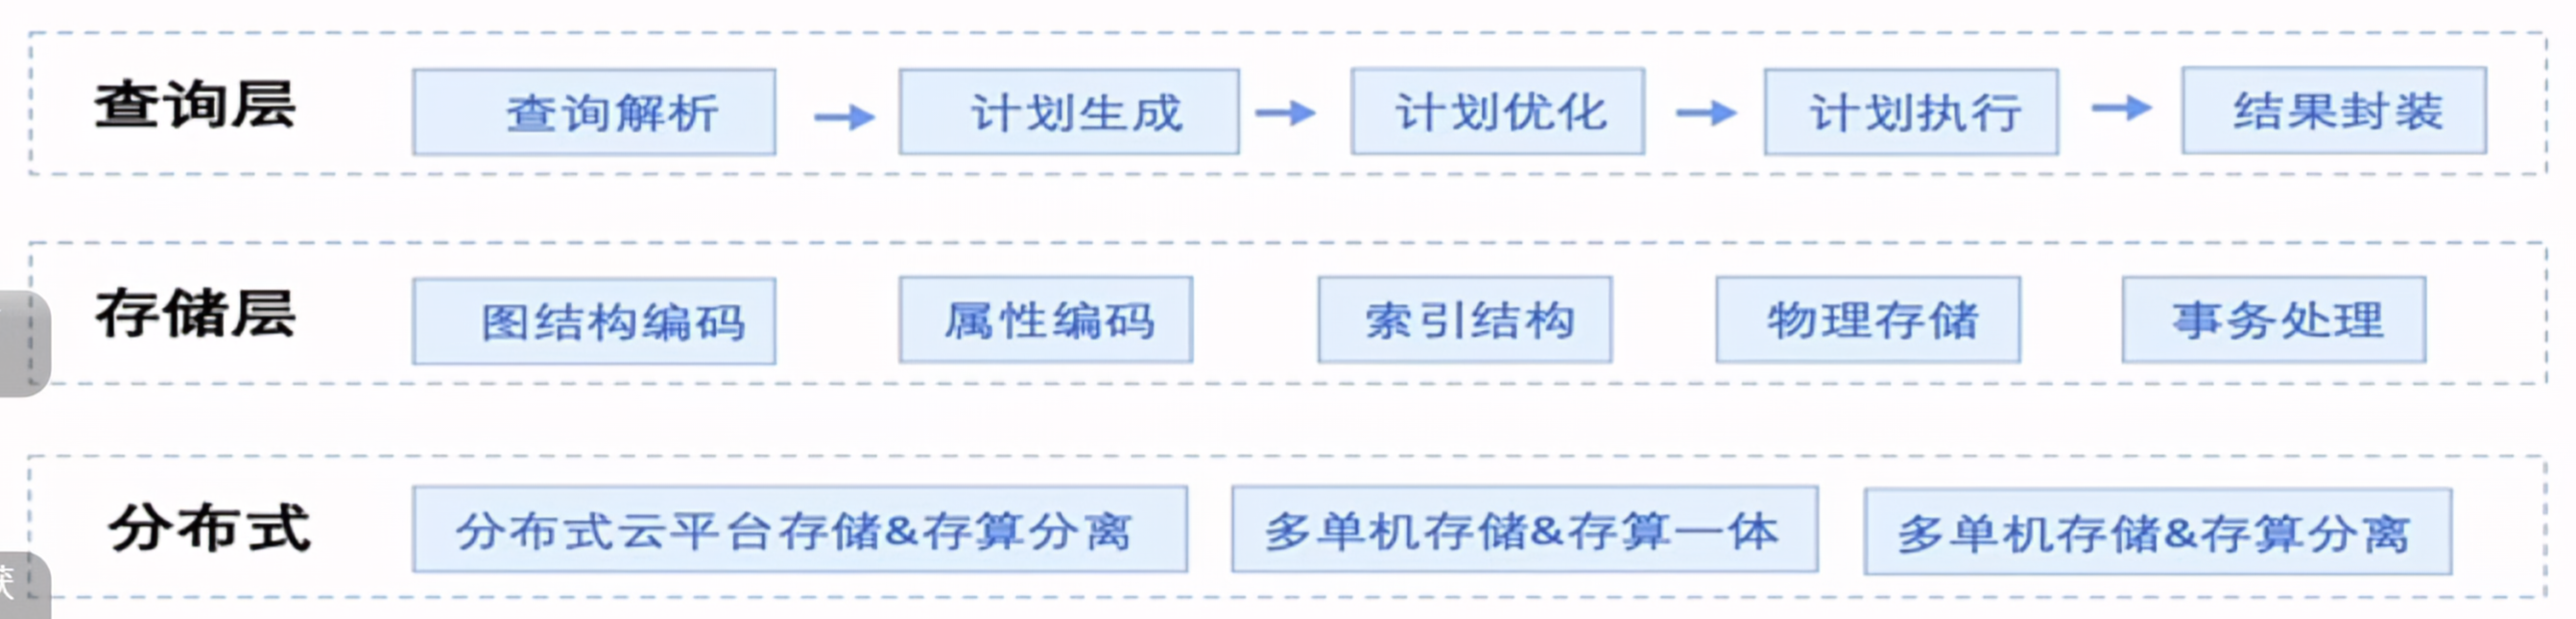 查询层 查询解析 计划生成 计划优化 计划执行 结果封装
存储层 图结构编码 属性编码 索引结构 物理存储 事务处理
分布式 分布式云平台存储&存算分离 多单机存储&存算一体 多单机存储&存算分离